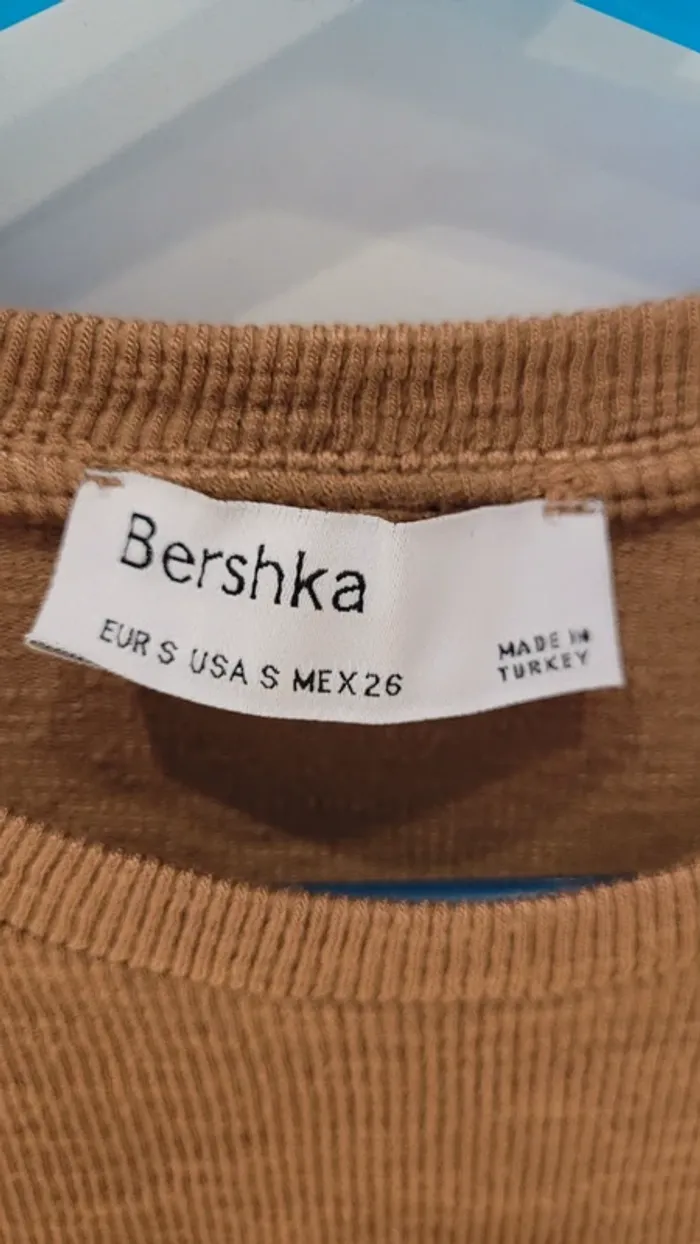 Bershka
EUR S USA S MEX 26
MADE IN
TURKEY